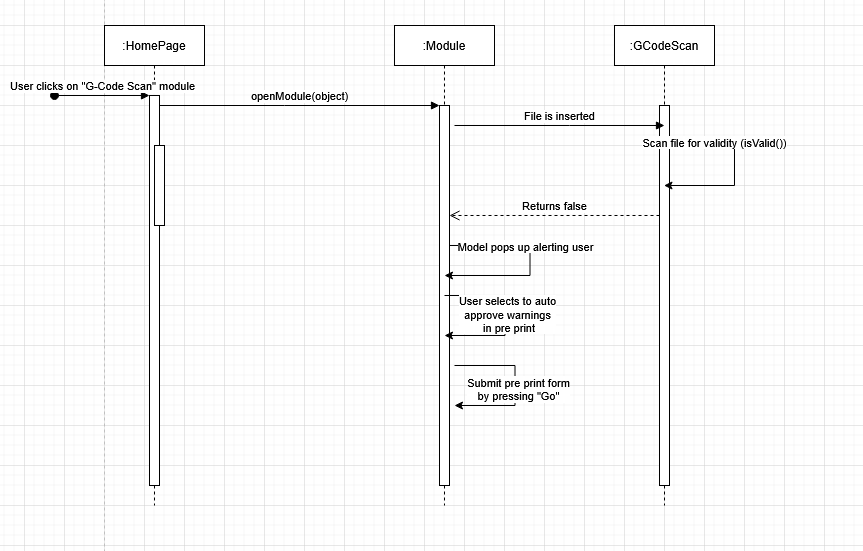 :HomePage
:Module
:GCodeScan
User clicks on "G-Code Scan" module
openModule(object)
File is inserted
Scan file for validity (isValid())
Returns false
Model pops up alerting user
User selects to auto
approve warnings
in pre print
Submit pre print form
by pressing "Go"